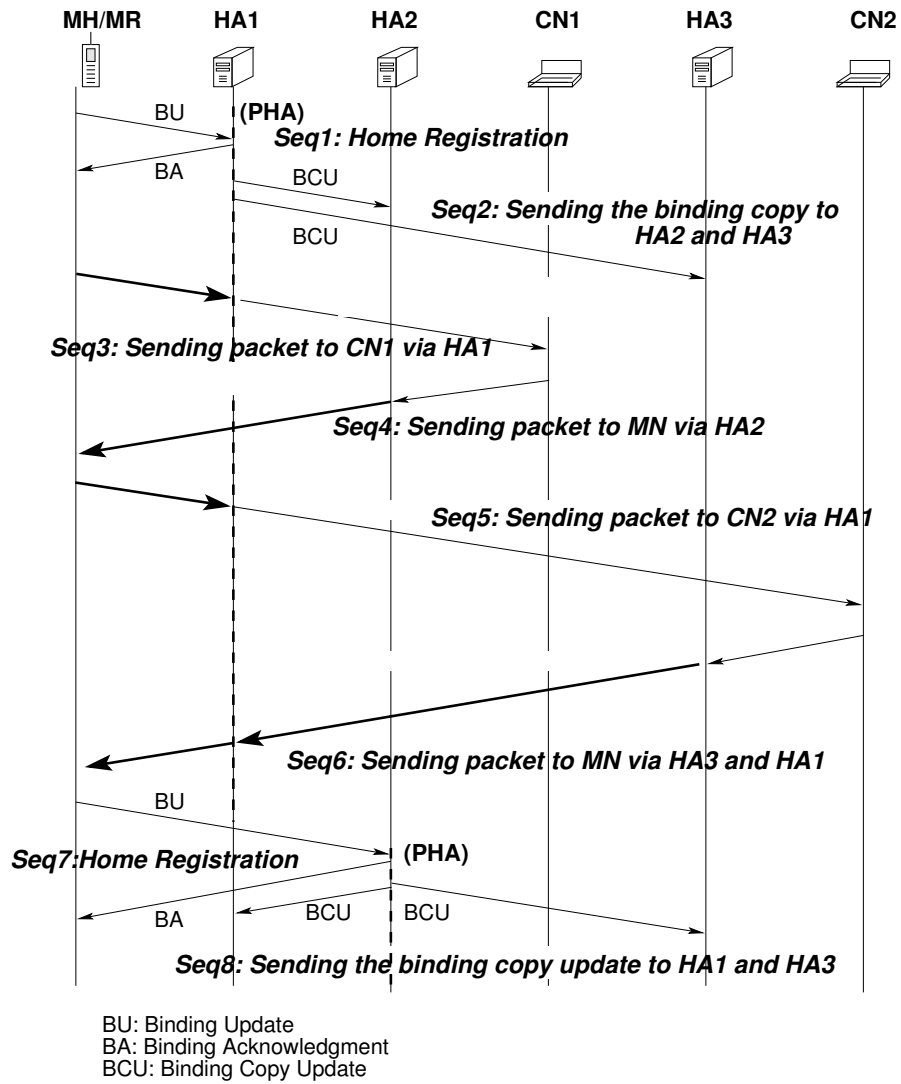 MH/MR HA1 HA2 CN1 HA3 CN2
BU (PHA)
Seq1: Home Registration
BA BCU
Seq2: Sending the binding copy to
HA2 and HA3
BCU
Seq3: Sending packet to CN1 via HA1
Seq4: Sending packet to MN via HA2
Seq5: Sending packet to CN2 via HA1
Seq6: Sending packet to MN via HA3 and HA1
BU
(PHA)
Seq7:Home Registration
BA BCU BCU
Seq8: Sending the binding copy update to HA1 and HA3
BU: Binding Update
BA: Binding Acknowledgment
BCU: Binding Copy Update